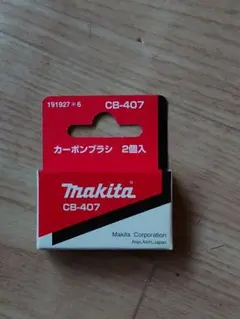 191927*6 CB-407
カーボンブラシ 2個入
makita
CB-407
Makita Corporation
Anjo, Aichi, Japan